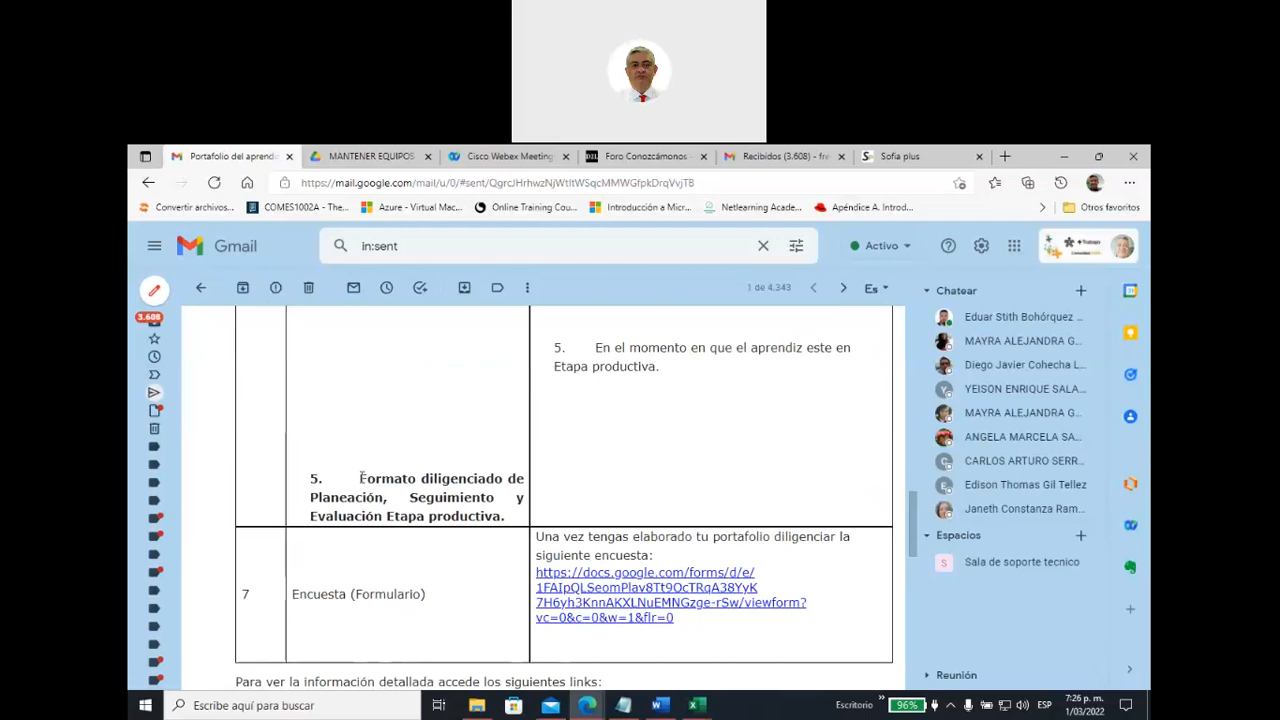 Portafolio del aprendi
MANTENER EQUIPOS
Cisco Webex Meeting
Foro Conozcámonos -
Recibidos (3.608) - fre
Sofia plus
https://mail.google.com/mail/u/0/#sent/QgrcJHrhwzNjWtltWSqcMMWGfpkDrqVvjTB
Convertir archivos...
COMES1002A - The...
Azure - Virtual Mac...
Online Training Cou...
Introducción a Micr...
Netlearning Acade...
Apéndice A. Introd...
Otros favoritos
Gmail
in:sent
Activo
+Trabajo
1 de 4.343
Es
3.608
5. En el momento en que el aprendiz este en
Etapa productiva.
5. Formato diligenciado de
Planeación, Seguimiento y
Evaluación Etapa productiva.
7
Encuesta (Formulario)
Una vez tengas elaborado tu portafolio diligenciar la
siguiente encuesta:
https://docs.google.com/forms/d/e/
1FAIpQLSeomPlav8Tt9OcTRqA38YyK
7H6yh3KnnAKXLNuEMNGzge-rSw/viewform?
vc=0&c=0&w=1&flr=0
Para ver la información detallada accede los siguientes links:
Chatear
Eduar Stith Bohórquez ...
MAYRA ALEJANDRA G...
Diego Javier Cohecha L...
YEISON ENRIQUE SALA...
MAYRA ALEJANDRA G...
ANGELA MARCELA SA...
CARLOS ARTURO SERR...
Edison Thomas Gil Tellez
Janeth Constanza Ram...
Espacios
S
Sala de soporte tecnico
Reunión
Escribe aquí para buscar
Escritorio
96%
ESP
7:26 p. m.
1/03/2022